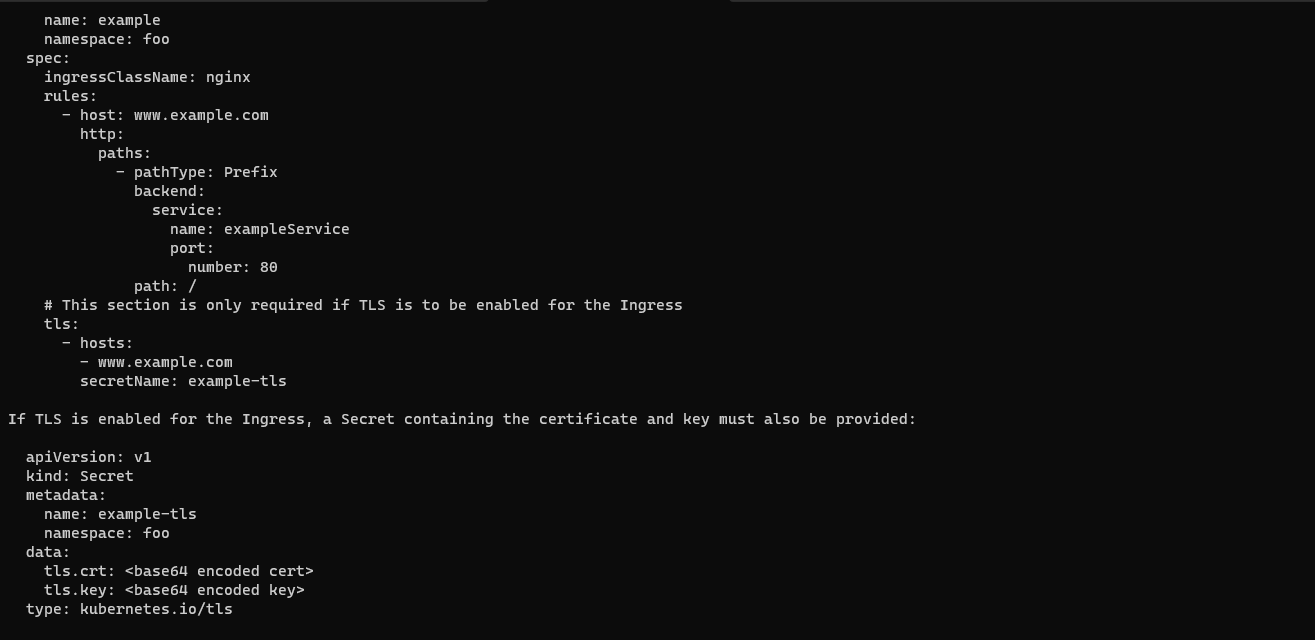 name: example
    namespace: foo
  spec:
    ingressClassName: nginx
    rules:
      - host: www.example.com
        http:
          paths:
            - pathType: Prefix
              backend:
                service:
                  name: exampleService
                  port:
                    number: 80
              path: /
    # This section is only required if TLS is to be enabled for the Ingress
    tls:
      - hosts:
        - www.example.com
        secretName: example-tls

If TLS is enabled for the Ingress, a Secret containing the certificate and key must also be provided:

  apiVersion: v1
  kind: Secret
  metadata:
    name: example-tls
    namespace: foo
  data:
    tls.crt: <base64 encoded cert>
    tls.key: <base64 encoded key>
  type: kubernetes.io/tls